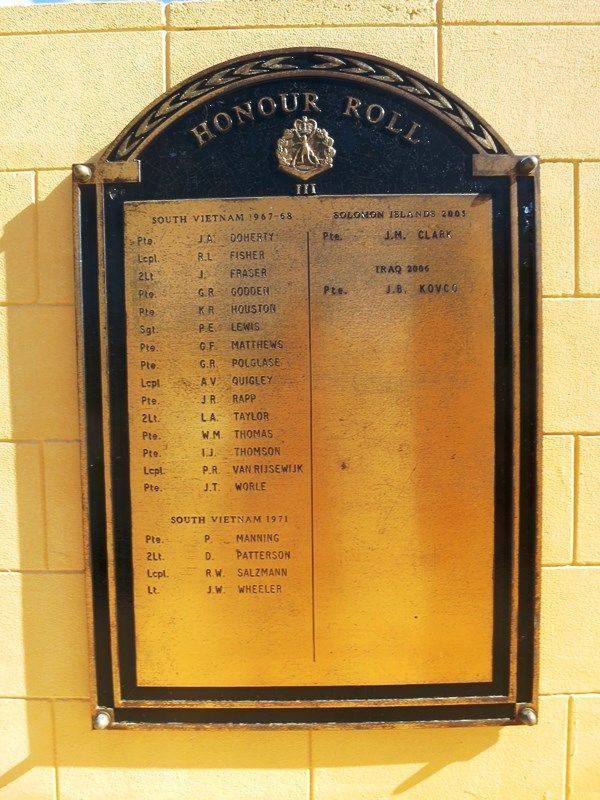 HONOUR ROLL
III
SOUTH VIETNAM 1967-68
Pte. J.A. DOHERTY
Lcpl. R.L. FISHER
2Lt. J. FRASER
Pte. G.R. GODDEN
Pte. K.R. HOUSTON
Sgt. P.E. LEWIS
Pte. G.F. MATTHEWS
Pte. G.R. POLGLASE
Lcpl. A.V. QUIGLEY
Pte. J.R. RAPP
2Lt. L.A. TAYLOR
Pte. W.M. THOMAS
Pte. I.J. THOMSON
Lcpl. P.R. VAN RIJSEWIJK
Pte. J.T. WORLE
SOUTH VIETNAM 1971
Pte. P. MANNING
2Lt. D. PATTERSON
Lcpl. R.W. SALZMANN
Lt. J.W. WHEELER
SOLOMON ISLANDS 2005
Pte. J.M. CLARK
IRAQ 2006
Pte. J.B. KOVCO